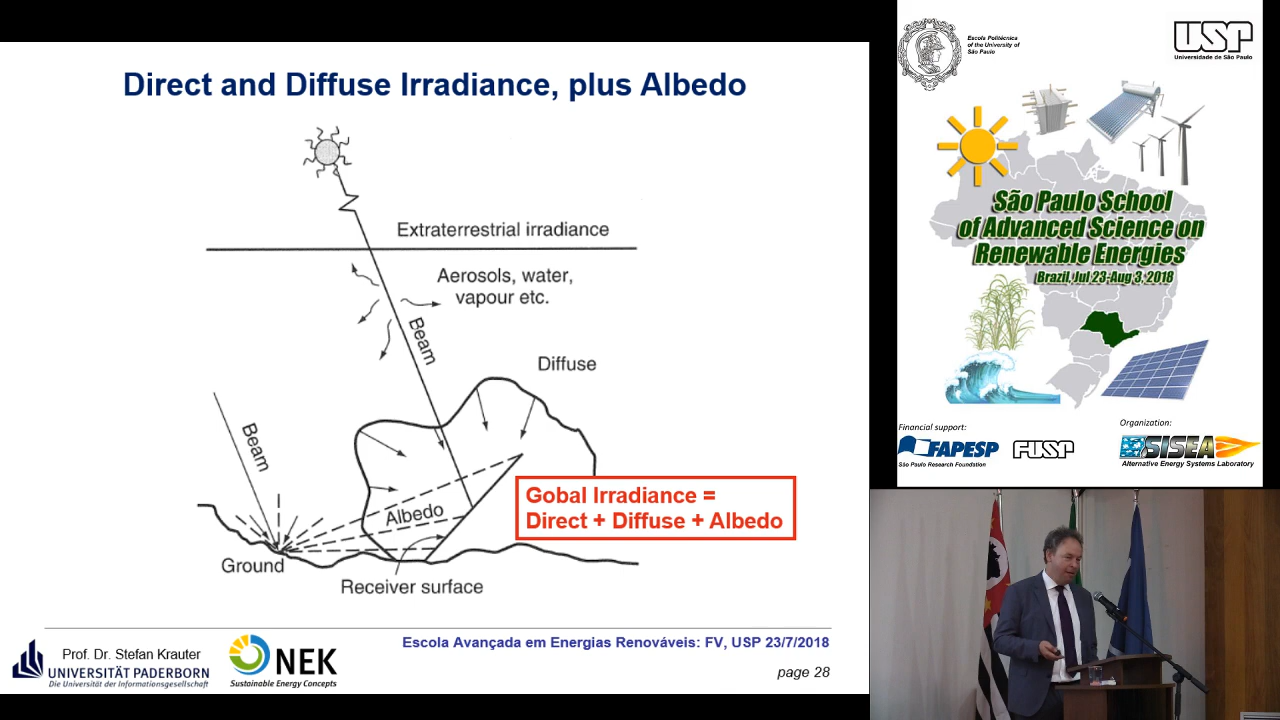 Direct and Diffuse Irradiance, plus Albedo
Extraterrestrial irradiance
Aerosols, water,
vapour etc.
Beam
Diffuse
Beam
Albedo
Gobal Irradiance =
Direct + Diffuse + Albedo
Ground
Receiver surface
Prof. Dr. Stefan Krauter
UNIVERSITÄT PADERBORN
Die Universität der Informationsgesellschaft
NEK
Sustainable Energy Concepts
Escola Avançada em Energias Renováveis: FV, USP 23/7/2018
page 28
Escola Politécnica
of the University of
São Paulo
USP
Universidade de São Paulo
São Paulo School
of Advanced Science on
Renewable Energies
Brazil, Jul 23-Aug 3, 2018
Financial support:
FAPESP
São Paulo Research Foundation
FUSP
Organization:
SISEA
Alternative Energy Systems Laboratory